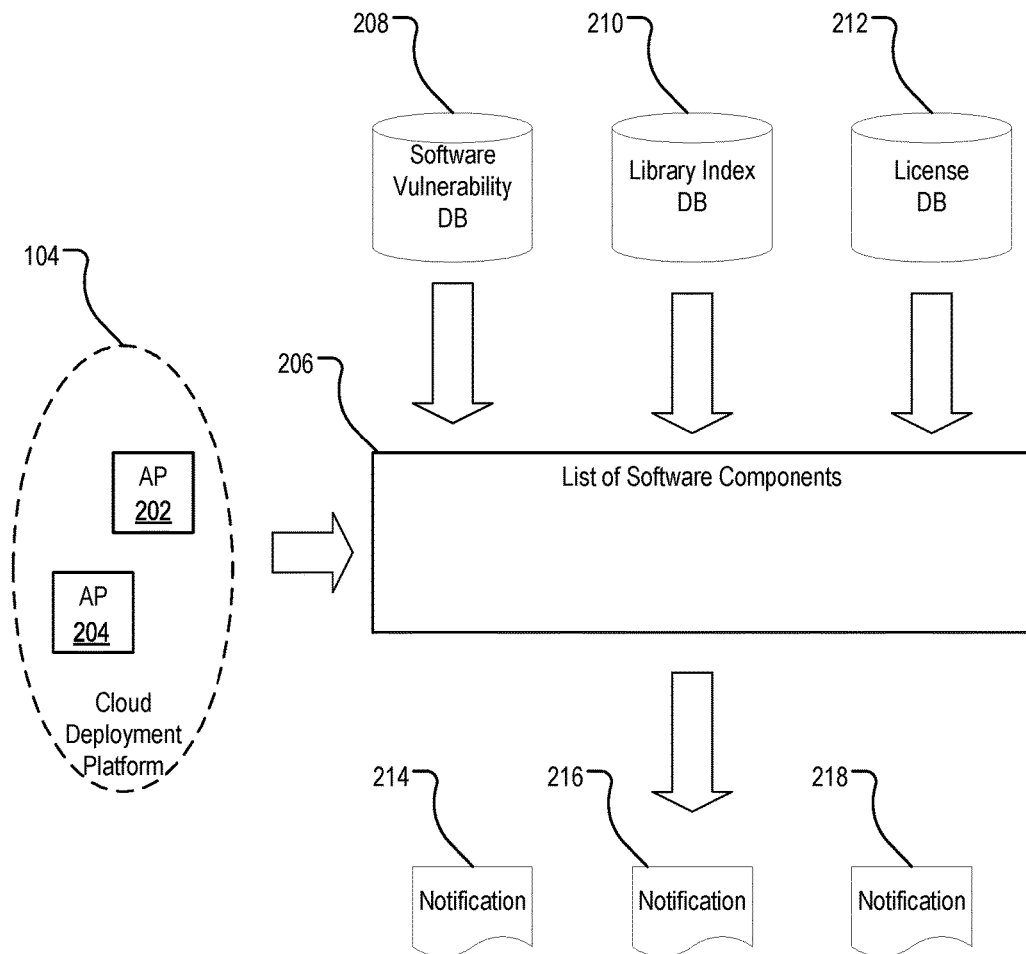 208
210
212
Software
Vulnerability
DB
Library Index
DB
License
DB
104
206
AP
202
AP
204
Cloud
Deployment
Platform
List of Software Components
214
216
218
Notification
Notification
Notification